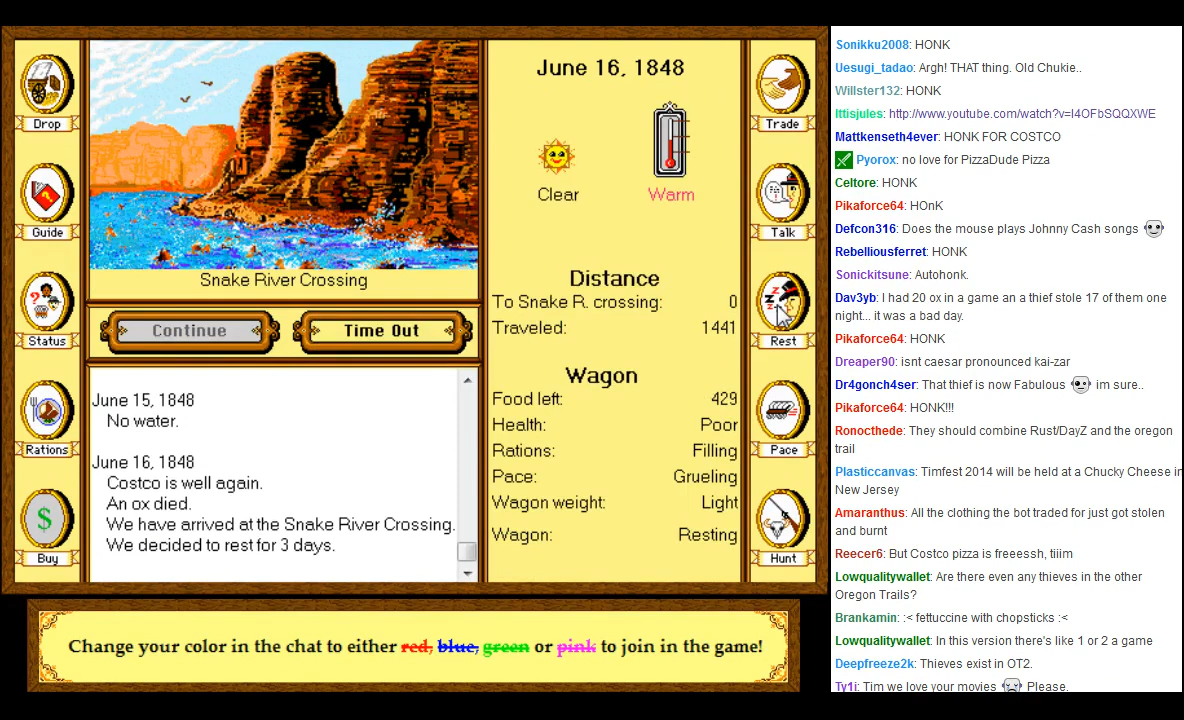 Drop
Guide
Status
Rations
Buy
Snake River Crossing
Continue
Time Out
June 15, 1848
No water.
June 16, 1848
Costco is well again.
An ox died.
We have arrived at the Snake River Crossing.
We decided to rest for 3 days.
June 16, 1848
Clear
Warm
Distance
To Snake R. crossing: 0
Traveled: 1441
Wagon
Food left: 429
Health: Poor
Rations: Filling
Pace: Grueling
Wagon weight: Light
Wagon: Resting
Trade
Talk
Rest
Pace
Hunt
Change your color in the chat to either red, blue, green or pink to join in the game!
Sonikku2008: HONK
Uesugi_tadao: Argh! THAT thing. Old Chukie..
Willster132: HONK
Ittisjules: http://www.youtube.com/watch?v=I4OFbSQQXWE
Mattkenseth4ever: HONK FOR COSTCO
Pyorox: no love for PizzaDude Pizza
Celtore: HONK
Pikaforce64: HOnK
Defcon316: Does the mouse plays Johnny Cash songs
Rebelliousferret: HONK
Sonickitsune: Autohonk.
Dav3yb: I had 20 ox in a game an a thief stole 17 of them one
night... it was a bad day.
Pikaforce64: HONK
Dreaper90: isnt caesar pronounced kai-zar
Dr4gonch4ser: That thief is now Fabulous im sure..
Pikaforce64: HONK!!!
Ronocthede: They should combine Rust/DayZ and the oregon
trail
Plasticcanvas: Timfest 2014 will be held at a Chucky Cheese in
New Jersey
Amaranthus: All the clothing the bot traded for just got stolen
and burnt
Reecer6: But Costco pizza is freeessh, tiiim
Lowqualitywallet: Are there even any thieves in the other
Oregon Trails?
Brankamin: :< fettuccine with chopsticks :<
Lowqualitywallet: In this version there's like 1 or 2 a game
Deepfreeze2k: Thieves exist in OT2.
Ty1i: Tim we love your movies Please.